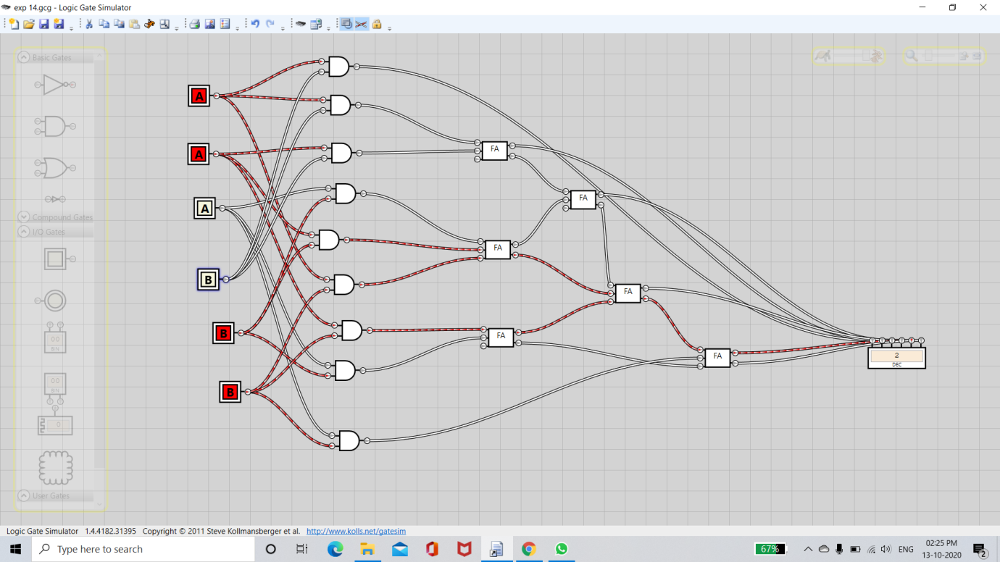 exp 14.gcg - Logic Gate Simulator
Basic Gates
Compound Gates
I/O Gates
00
BIN
00
BIN
0
User Gates
A
A
A
B
B
B
FA
FA
FA
FA
FA
FA
2
DEC
Logic Gate Simulator 1.4.4182.31395 Copyright © 2011 Steve Kollmansberger et al. http://www.kolls.net/gatesim
Type here to search
67%
ENG
02:25 PM
13-10-2020
2